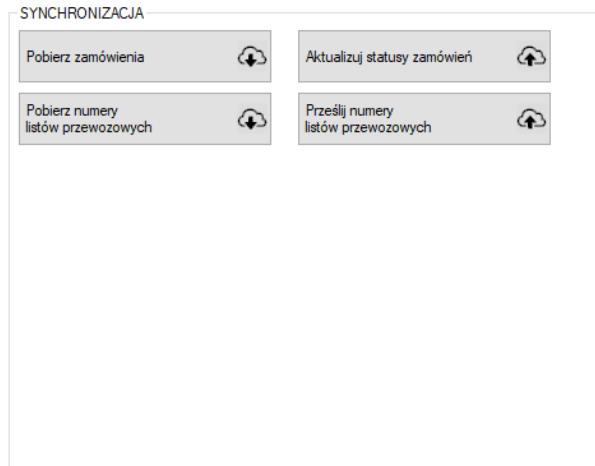 SYNCHRONIZACJA
Pobierz zamówienia
Aktualizuj statusy zamówień
Pobierz numery
listów przewozowych
Prześlij numery
listów przewozowych